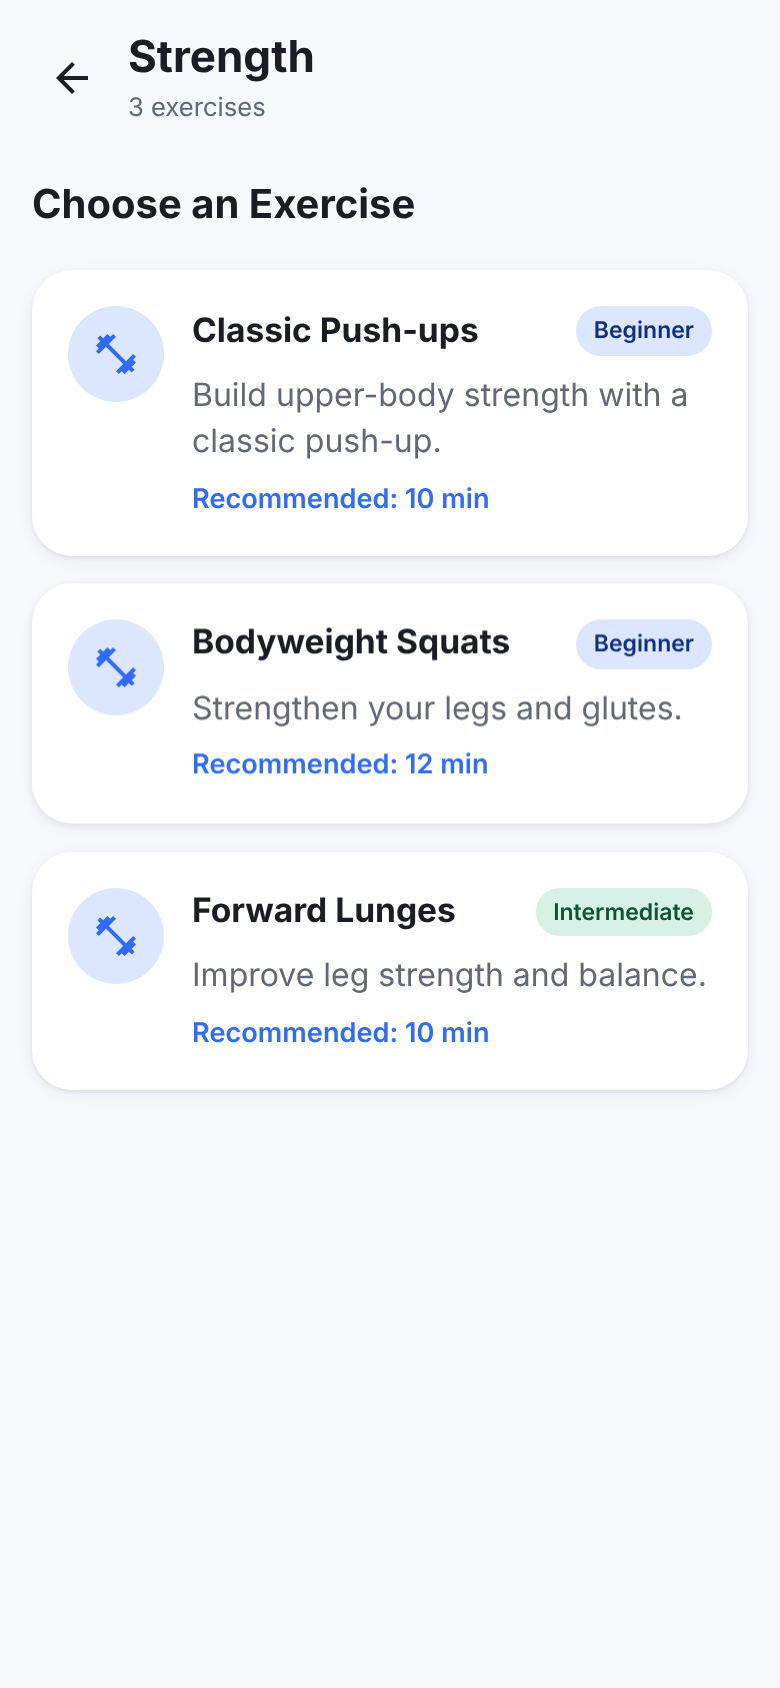 Strength
3 exercises
Choose an Exercise
Classic Push-ups
Beginner
Build upper-body strength with a
classic push-up.
Recommended: 10 min
Bodyweight Squats
Beginner
Strengthen your legs and glutes.
Recommended: 12 min
Forward Lunges
Intermediate
Improve leg strength and balance.
Recommended: 10 min